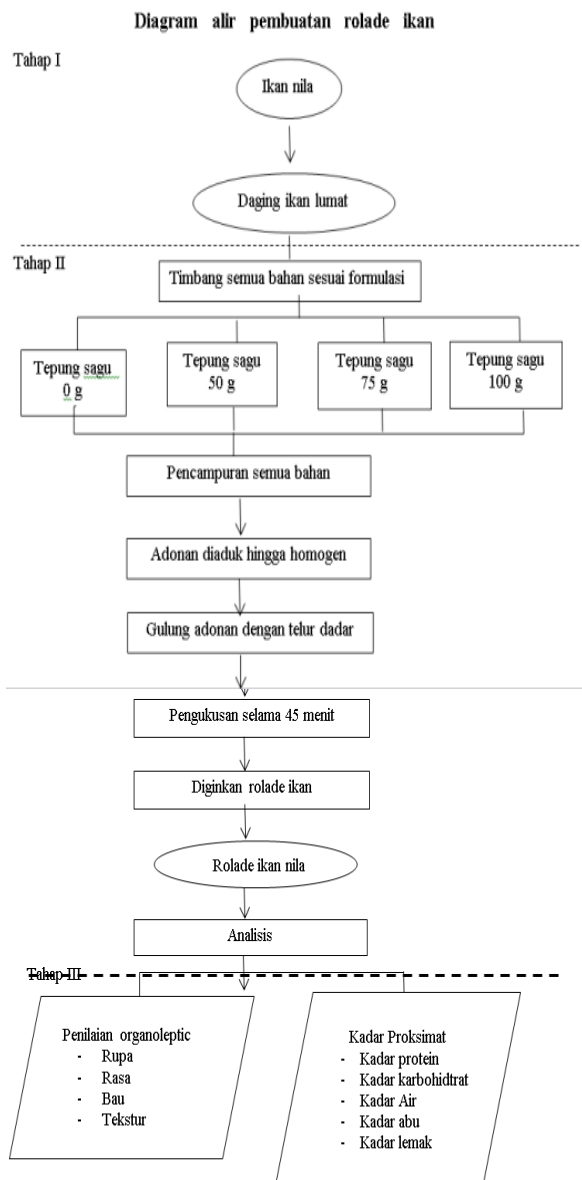 Diagram alir pembuatan rolade ikan
Tahap I
Ikan nila
Daging ikan lumat
Tahap II
Timbang semua bahan sesuai formulasi
Tepung sagu
0 g
Tepung sagu
50 g
Tepung sagu
75 g
Tepung sagu
100 g
Pencampuran semua bahan
Adonan diaduk hingga homogen
Gulung adonan dengan telur dadar
Pengukusan selama 45 menit
Diginkan rolade ikan
Rolade ikan nila
Analisis
Tahap III
Penilaian organoleptic
- Rupa
- Rasa
- Bau
- Tekstur
Kadar Proksimat
- Kadar protein
- Kadar karbohidtrat
- Kadar Air
- Kadar abu
- Kadar lemak